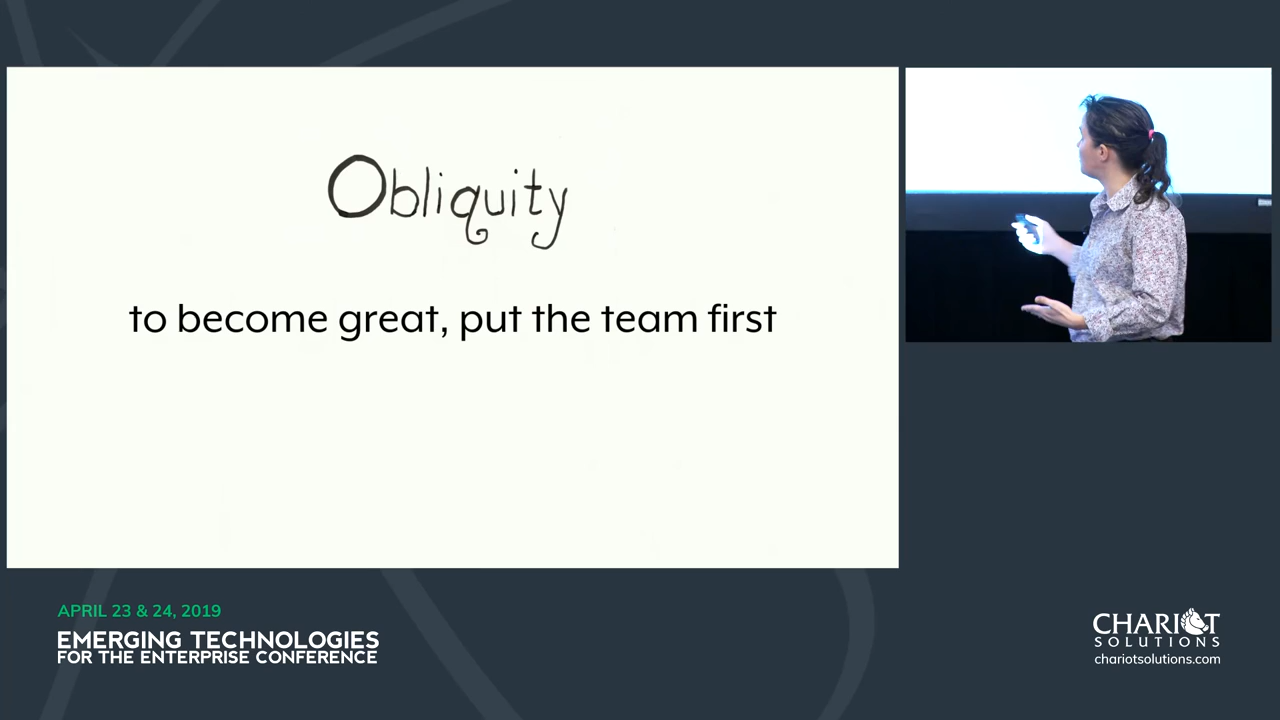 Obliquity
to become great, put the team first
APRIL 23 & 24, 2019
EMERGING TECHNOLOGIES
FOR THE ENTERPRISE CONFERENCE
CHARIOT
SOLUTIONS
chariotsolutions.com